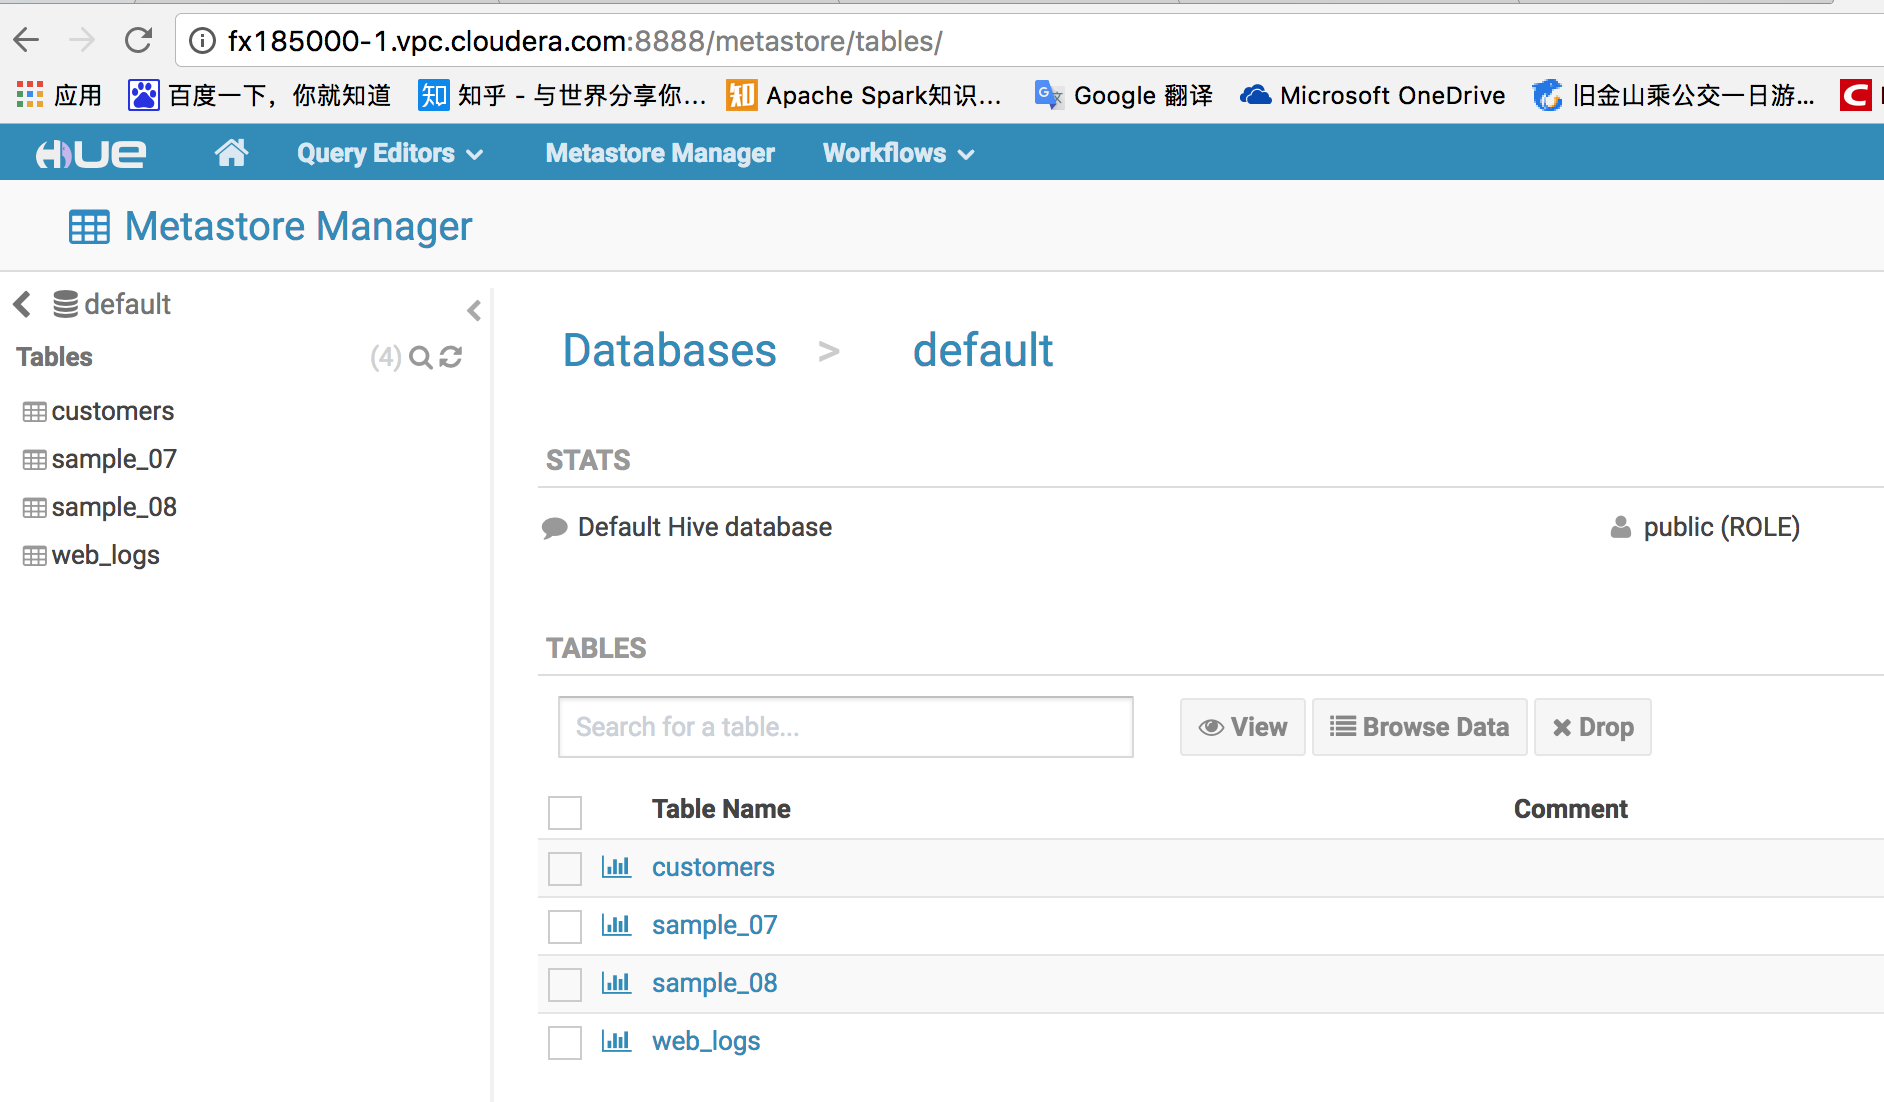 fx185000-1.vpc.cloudera.com:8888/metastore/tables/
应用 百度一下，你就知道 知乎 - 与世界分享你... Apache Spark知识... Google 翻译 Microsoft OneDrive 旧金山乘公交一日游...
HUE Query Editors Metastore Manager Workflows
Metastore Manager
default
Tables (4)
customers
sample_07
sample_08
web_logs
Databases > default
STATS
Default Hive database public (ROLE)
TABLES
Search for a table... View Browse Data Drop
Table Name Comment
customers
sample_07
sample_08
web_logs